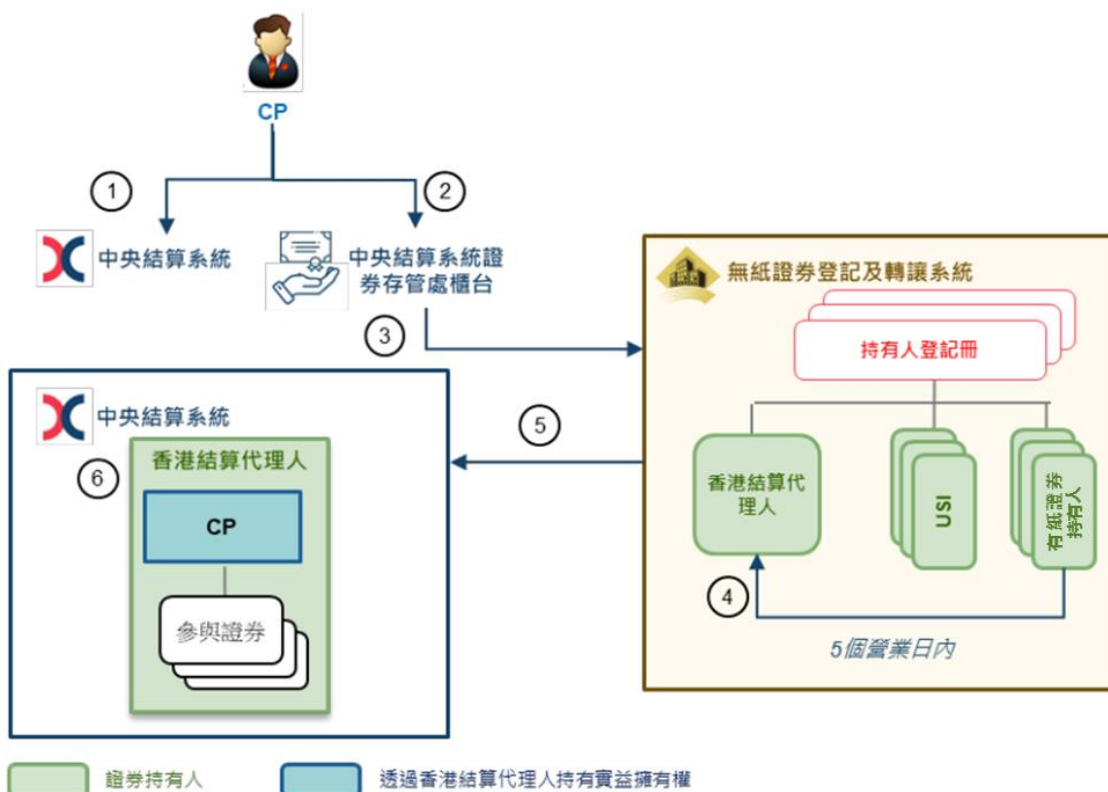 CP
1
2
中央結算系統
中央結算系統證
券存管處櫃台
3
無紙證券登記及轉讓系統
持有人登記冊
香港結算代
理人
USI
有紙證券
持有人
4
5個營業日內
5
中央結算系統
6
香港結算代理人
CP
參與證券
證券持有人
透過香港結算代理人持有實益擁有權